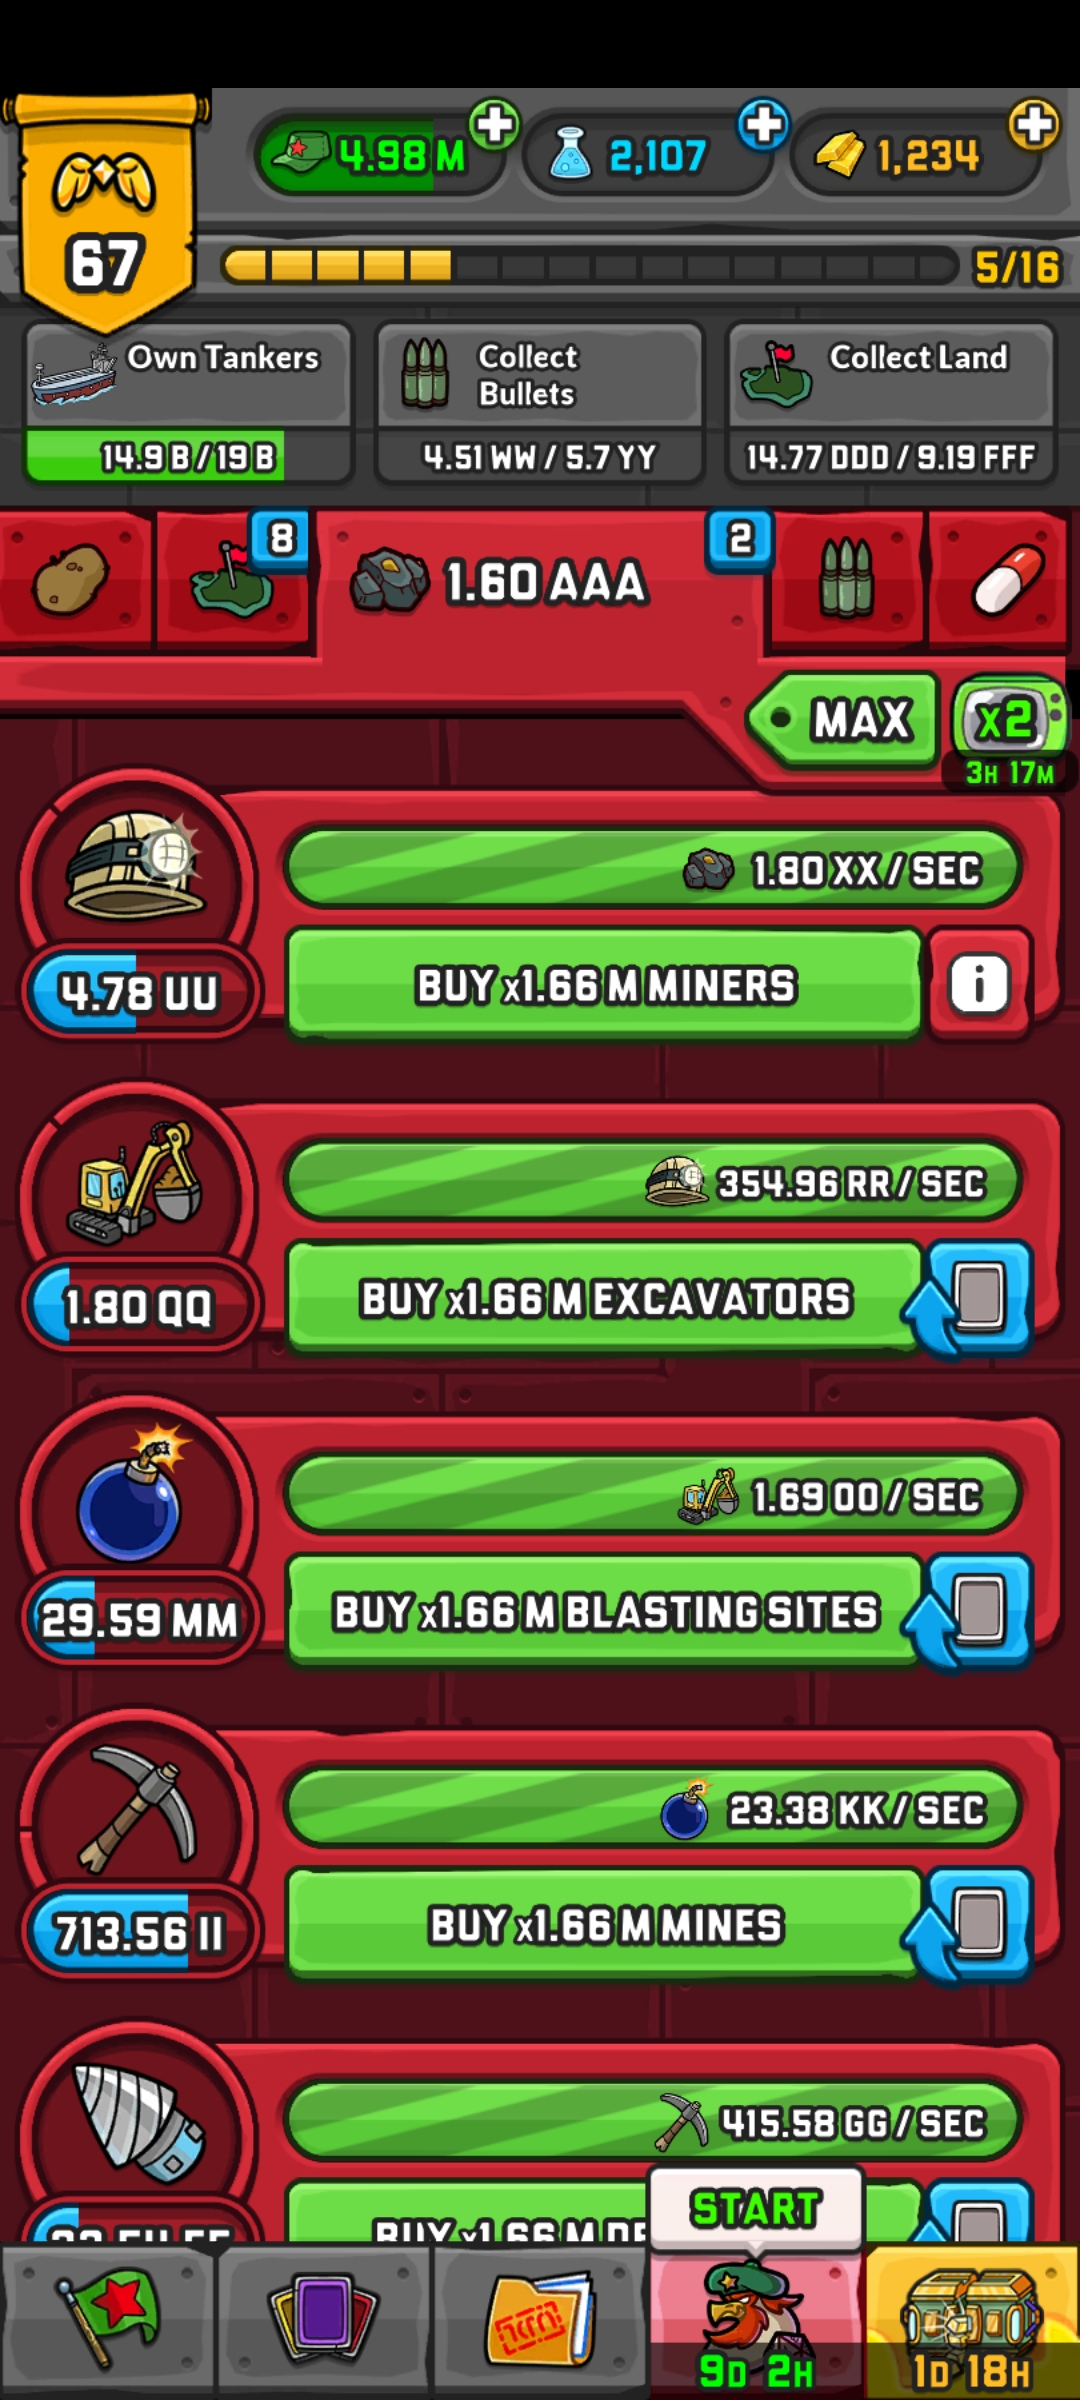 4.98 M
2,107
1,234
67
5/16
Own Tankers
14.9 B / 19 B
Collect
Bullets
4.51 WW / 5.7 YY
Collect Land
14.77 DDD / 9.19 FFF
8
1.60 AAA
2
MAX
x2
3H 17M
1.80 XX / SEC
4.78 UU
BUY x1.66 M MINERS
i
354.96 RR / SEC
1.80 QQ
BUY x1.66 M EXCAVATORS
1.69 OO / SEC
29.59 MM
BUY x1.66 M BLASTING SITES
23.38 KK / SEC
713.56 II
BUY x1.66 M MINES
415.58 GG / SEC
BUY x1.66 M
START
9D 2H
1D 18H